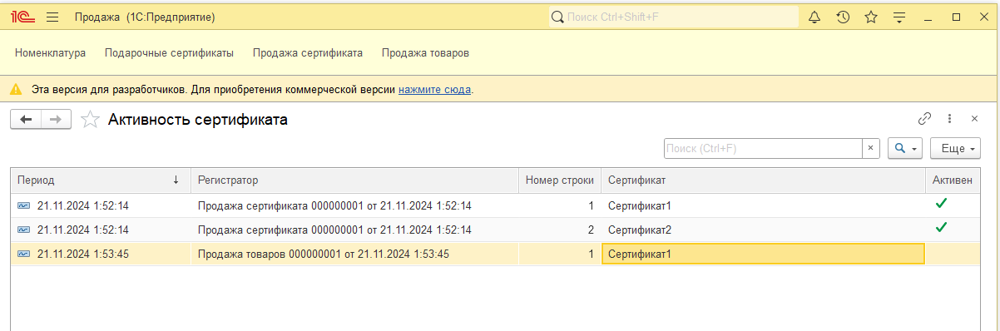 1С Продажа (1С:Предприятие) Поиск Ctrl+Shift+F
Номенклатура Подарочные сертификаты Продажа сертификата Продажа товаров
Эта версия для разработчиков. Для приобретения коммерческой версии нажмите сюда.
Активность сертификата
Поиск (Ctrl+F) × Еще
Период ↓ Регистратор Номер строки Сертификат Активен
21.11.2024 1:52:14 Продажа сертификата 000000001 от 21.11.2024 1:52:14 1 Сертификат1
21.11.2024 1:52:14 Продажа сертификата 000000001 от 21.11.2024 1:52:14 2 Сертификат2
21.11.2024 1:53:45 Продажа товаров 000000001 от 21.11.2024 1:53:45 1 Сертификат1